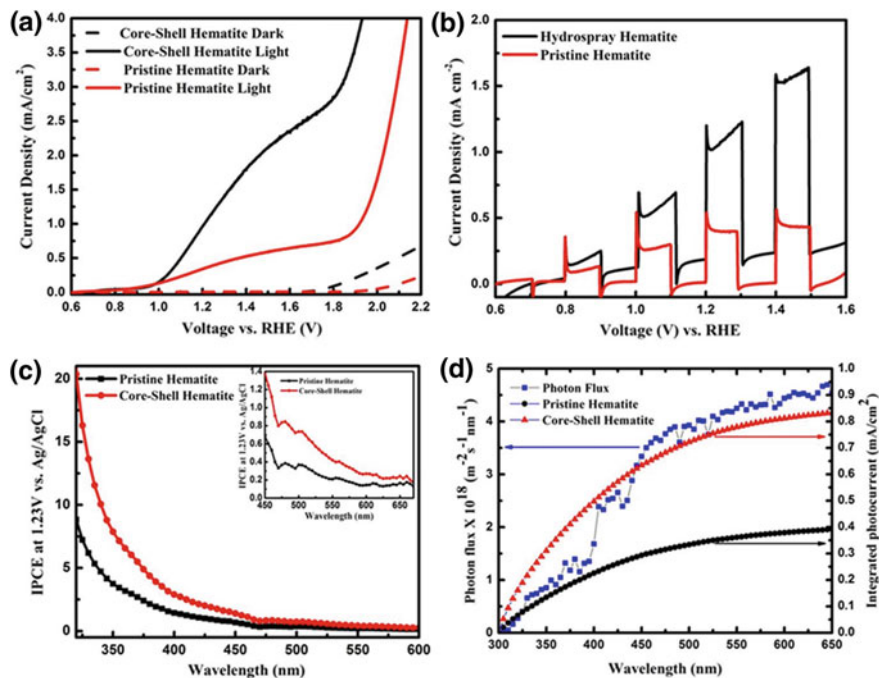 (a)
Core-Shell Hematite Dark
Core-Shell Hematite Light
Pristine Hematite Dark
Pristine Hematite Light
Current Density (mA/cm²)
4.0
3.5
3.0
2.5
2.0
1.5
1.0
0.5
0.0
0.6 0.8 1.0 1.2 1.4 1.6 1.8 2.0 2.2
Voltage vs. RHE (V)
(b)
Hydrospray Hematite
Pristine Hematite
Current Density (mA cm⁻²)
2.0
1.5
1.0
0.5
0.0
0.6 0.8 1.0 1.2 1.4 1.6
Voltage (V) vs. RHE
(c)
Pristine Hematite
Core-Shell Hematite
IPCE at 1.23V vs. Ag/AgCl
20
15
10
5
0
350 400 450 500 550 600
Wavelength (nm)
Pristine Hematite
Core-Shell Hematite
IPCE at 1.23V vs. Ag/AgCl
1.4
1.2
1.0
0.8
0.6
0.4
0.2
0.0
450 500 550 600 650
Wavelength (nm)
(d)
Photon Flux
Pristine Hematite
Core-Shell Hematite
Photon flux X 10¹⁸ (m⁻²s⁻¹nm⁻¹)
5
4
3
2
1
0
300 350 400 450 500 550 600 650
Wavelength (nm)
1.0
0.9
0.8
0.7
0.6
0.5
0.4
0.3
0.2
0.1
0.0
Integrated photocurrent (mA/cm²)